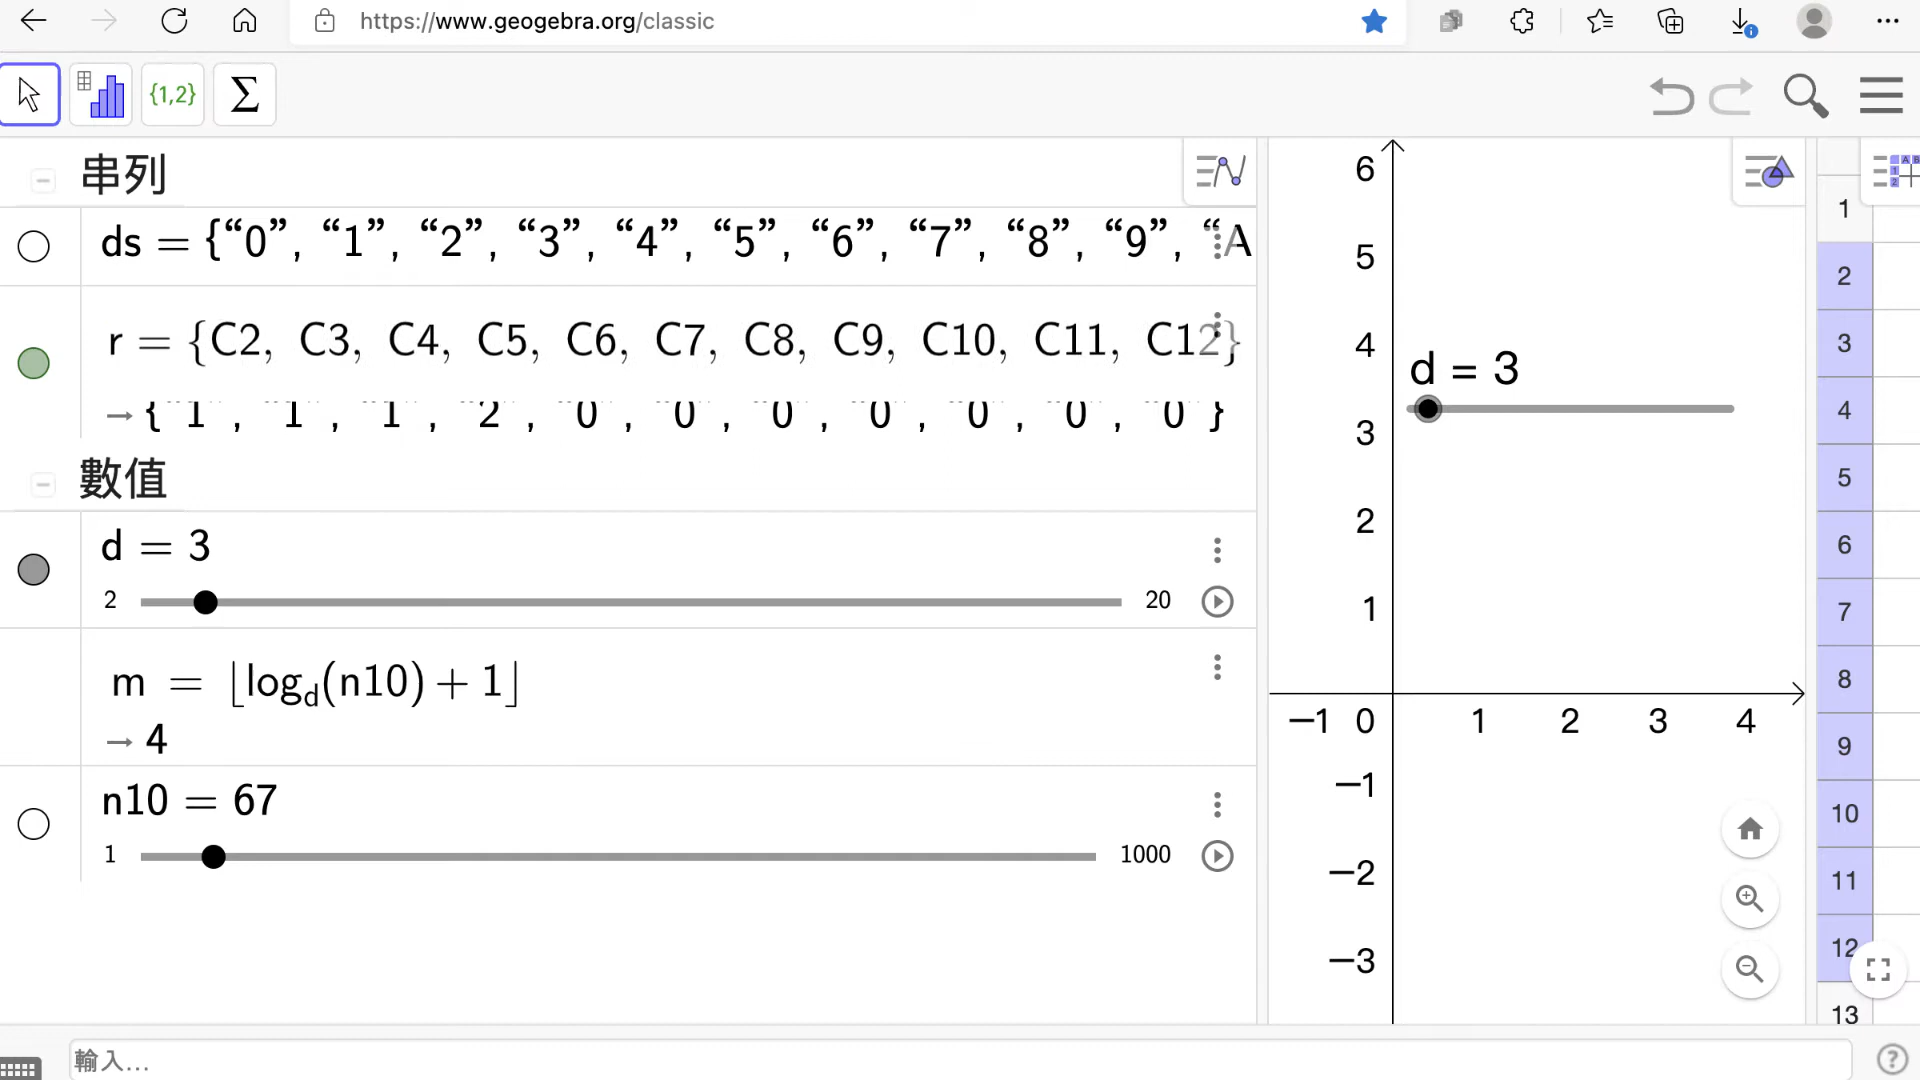 https://www.geogebra.org/classic
{1,2}
Σ
串列
ds = {“0”, “1”, “2”, “3”, “4”, “5”, “6”, “7”, “8”, “9”, “A
r = {C2, C3, C4, C5, C6, C7, C8, C9, C10, C11, C12}
→ {"1", "1", "1", "2", "0", "0", "0", "0", "0", "0", "0"}
數值
d = 3
2
20
m = ⌊log_d(n10) + 1⌋
→ 4
n10 = 67
1
1000
輸入...
6
5
4
d = 3
3
2
1
−1 0 1 2 3 4
−1
−2
−3
1
2
3
4
5
6
7
8
9
10
11
12
13